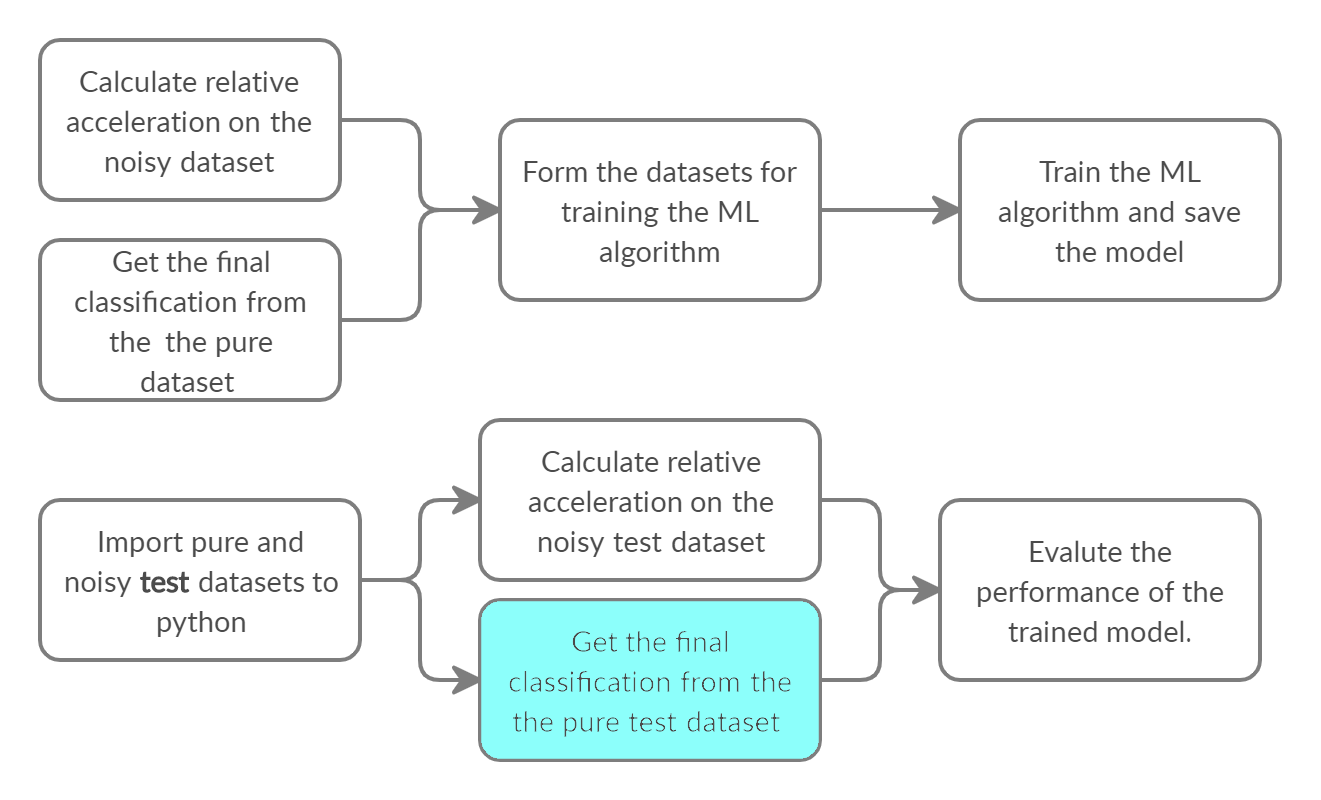 Calculate relative
acceleration on the
noisy dataset
Get the final
classification from
the the pure
dataset
Form the datasets for
training the ML
algorithm
Train the ML
algorithm and save
the model
Import pure and
noisy test datasets to
python
Calculate relative
acceleration on the
noisy test dataset
Get the final
classification from the
the pure test dataset
Evalute the
performance of the
trained model.